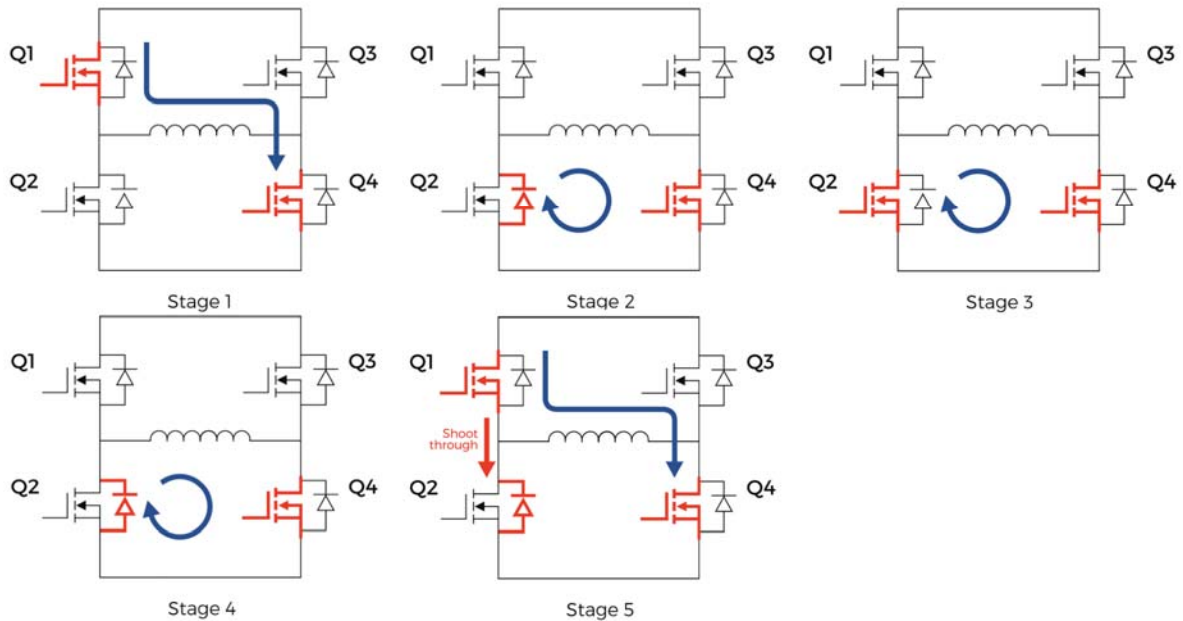 Q1
Q3
Q2
Q4
Stage 1
Q1
Q3
Q2
Q4
Stage 2
Q1
Q3
Q2
Q4
Stage 3
Q1
Q3
Q2
Q4
Stage 4
Q1
Q3
Shoot
through
Q2
Q4
Stage 5